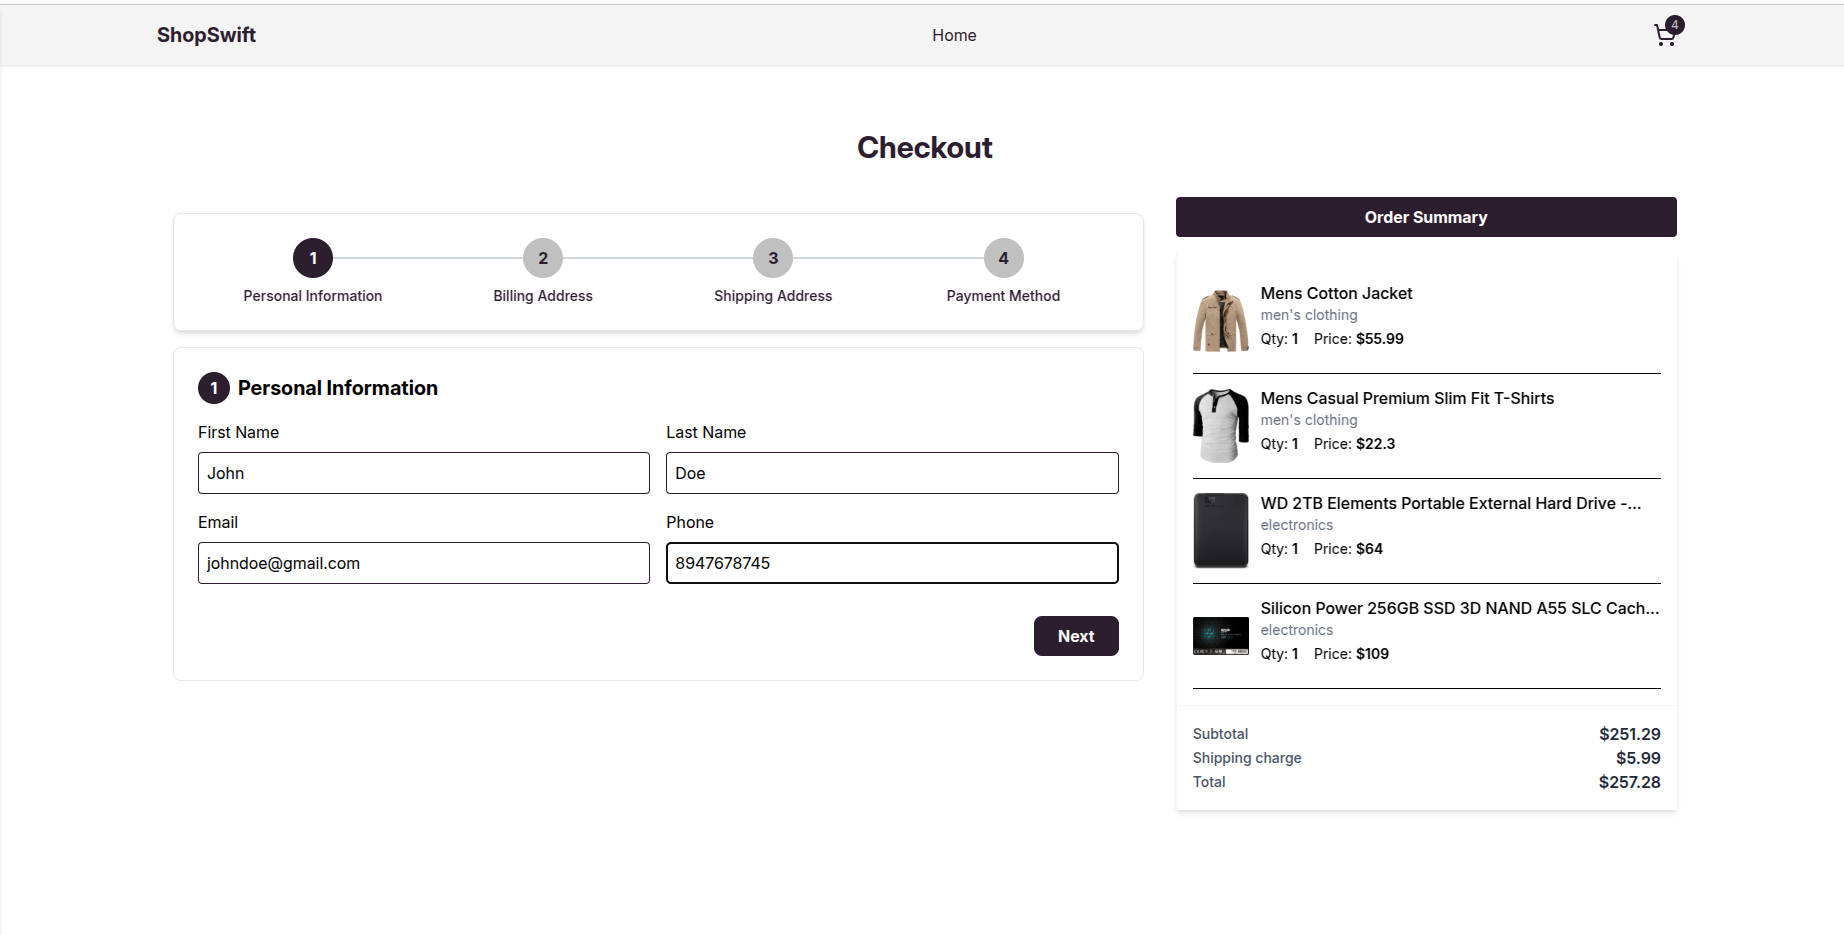 ShopSwift
Home
4
Checkout
1
2
3
4
Personal Information
Billing Address
Shipping Address
Payment Method
1 Personal Information
First Name
Last Name
John
Doe
Email
Phone
johndoe@gmail.com
8947678745
Next
Order Summary
Mens Cotton Jacket
men's clothing
Qty: 1 Price: $55.99
Mens Casual Premium Slim Fit T-Shirts
men's clothing
Qty: 1 Price: $22.3
WD 2TB Elements Portable External Hard Drive -...
electronics
Qty: 1 Price: $64
Silicon Power 256GB SSD 3D NAND A55 SLC Cach...
electronics
Qty: 1 Price: $109
Subtotal $251.29
Shipping charge $5.99
Total $257.28